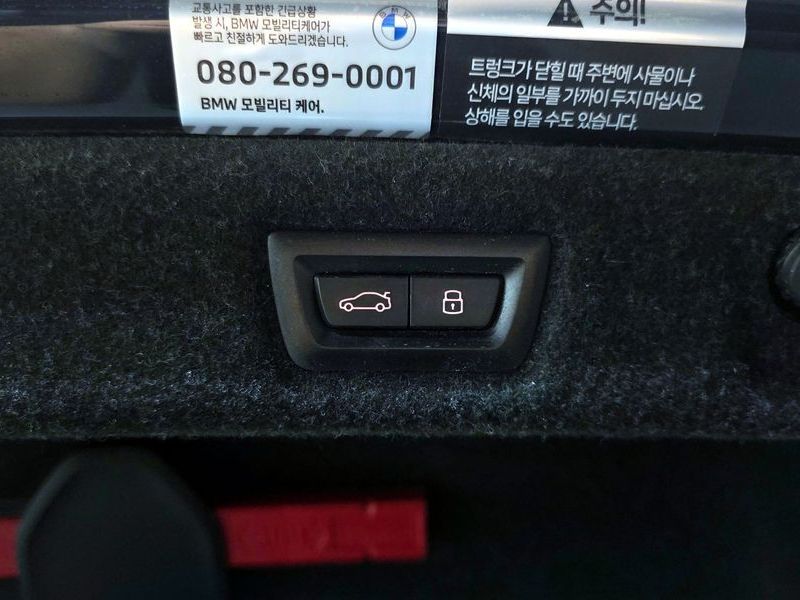 교통사고를 포함한 긴급상황
발생 시, BMW 모빌리티케어가
빠르고 친절하게 도와드리겠습니다.
080-269-0001
BMW 모빌리티 케어.
BMW
주의!
트렁크가 닫힐 때 주변에 사물이나
신체의 일부를 가까이 두지 마십시오.
상해를 입을 수도 있습니다.